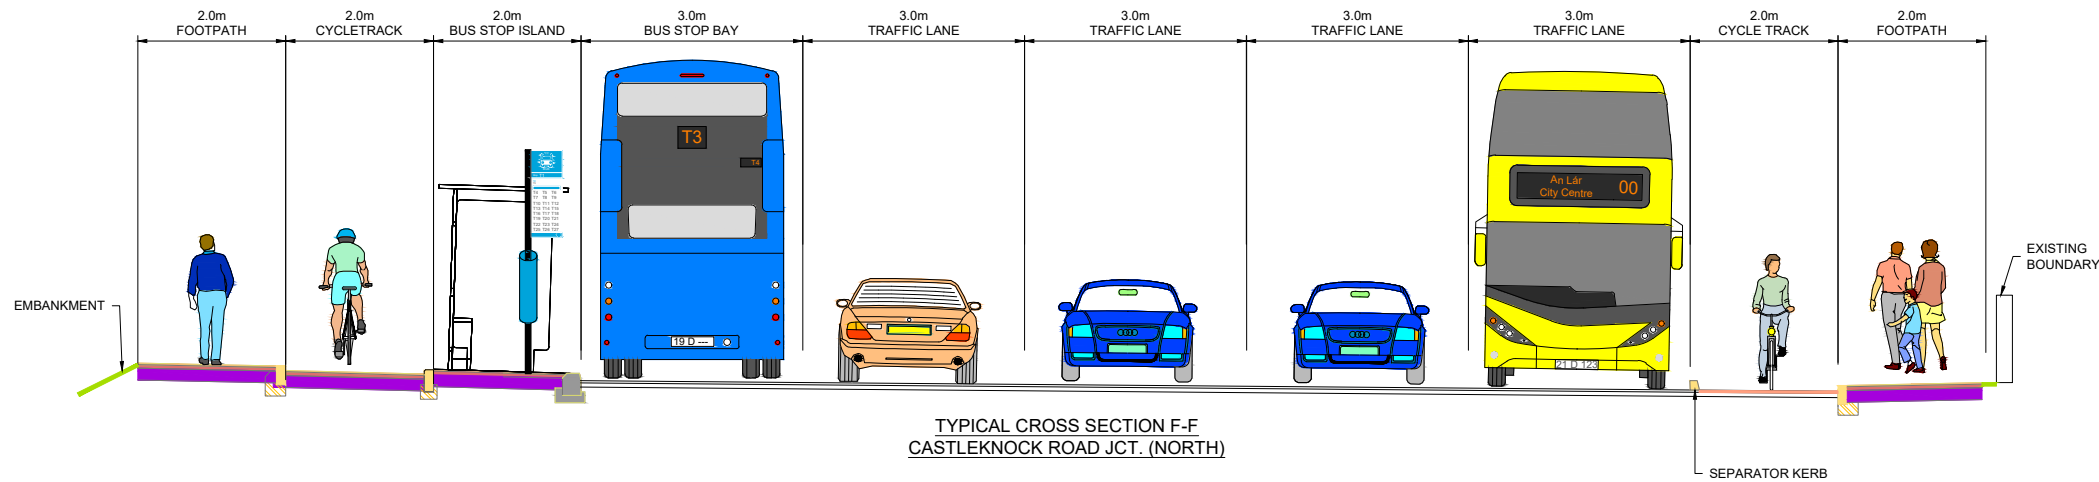 2.0m
FOOTPATH
2.0m
CYCLETRACK
2.0m
BUS STOP ISLAND
3.0m
BUS STOP BAY
3.0m
TRAFFIC LANE
3.0m
TRAFFIC LANE
3.0m
TRAFFIC LANE
3.0m
TRAFFIC LANE
2.0m
CYCLE TRACK
2.0m
FOOTPATH
T3
T4
An Lár
City Centre
00
EXISTING
BOUNDARY
EMBANKMENT
19 D ---
21 D 123
TYPICAL CROSS SECTION F-F
CASTLEKNOCK ROAD JCT. (NORTH)
SEPARATOR KERB